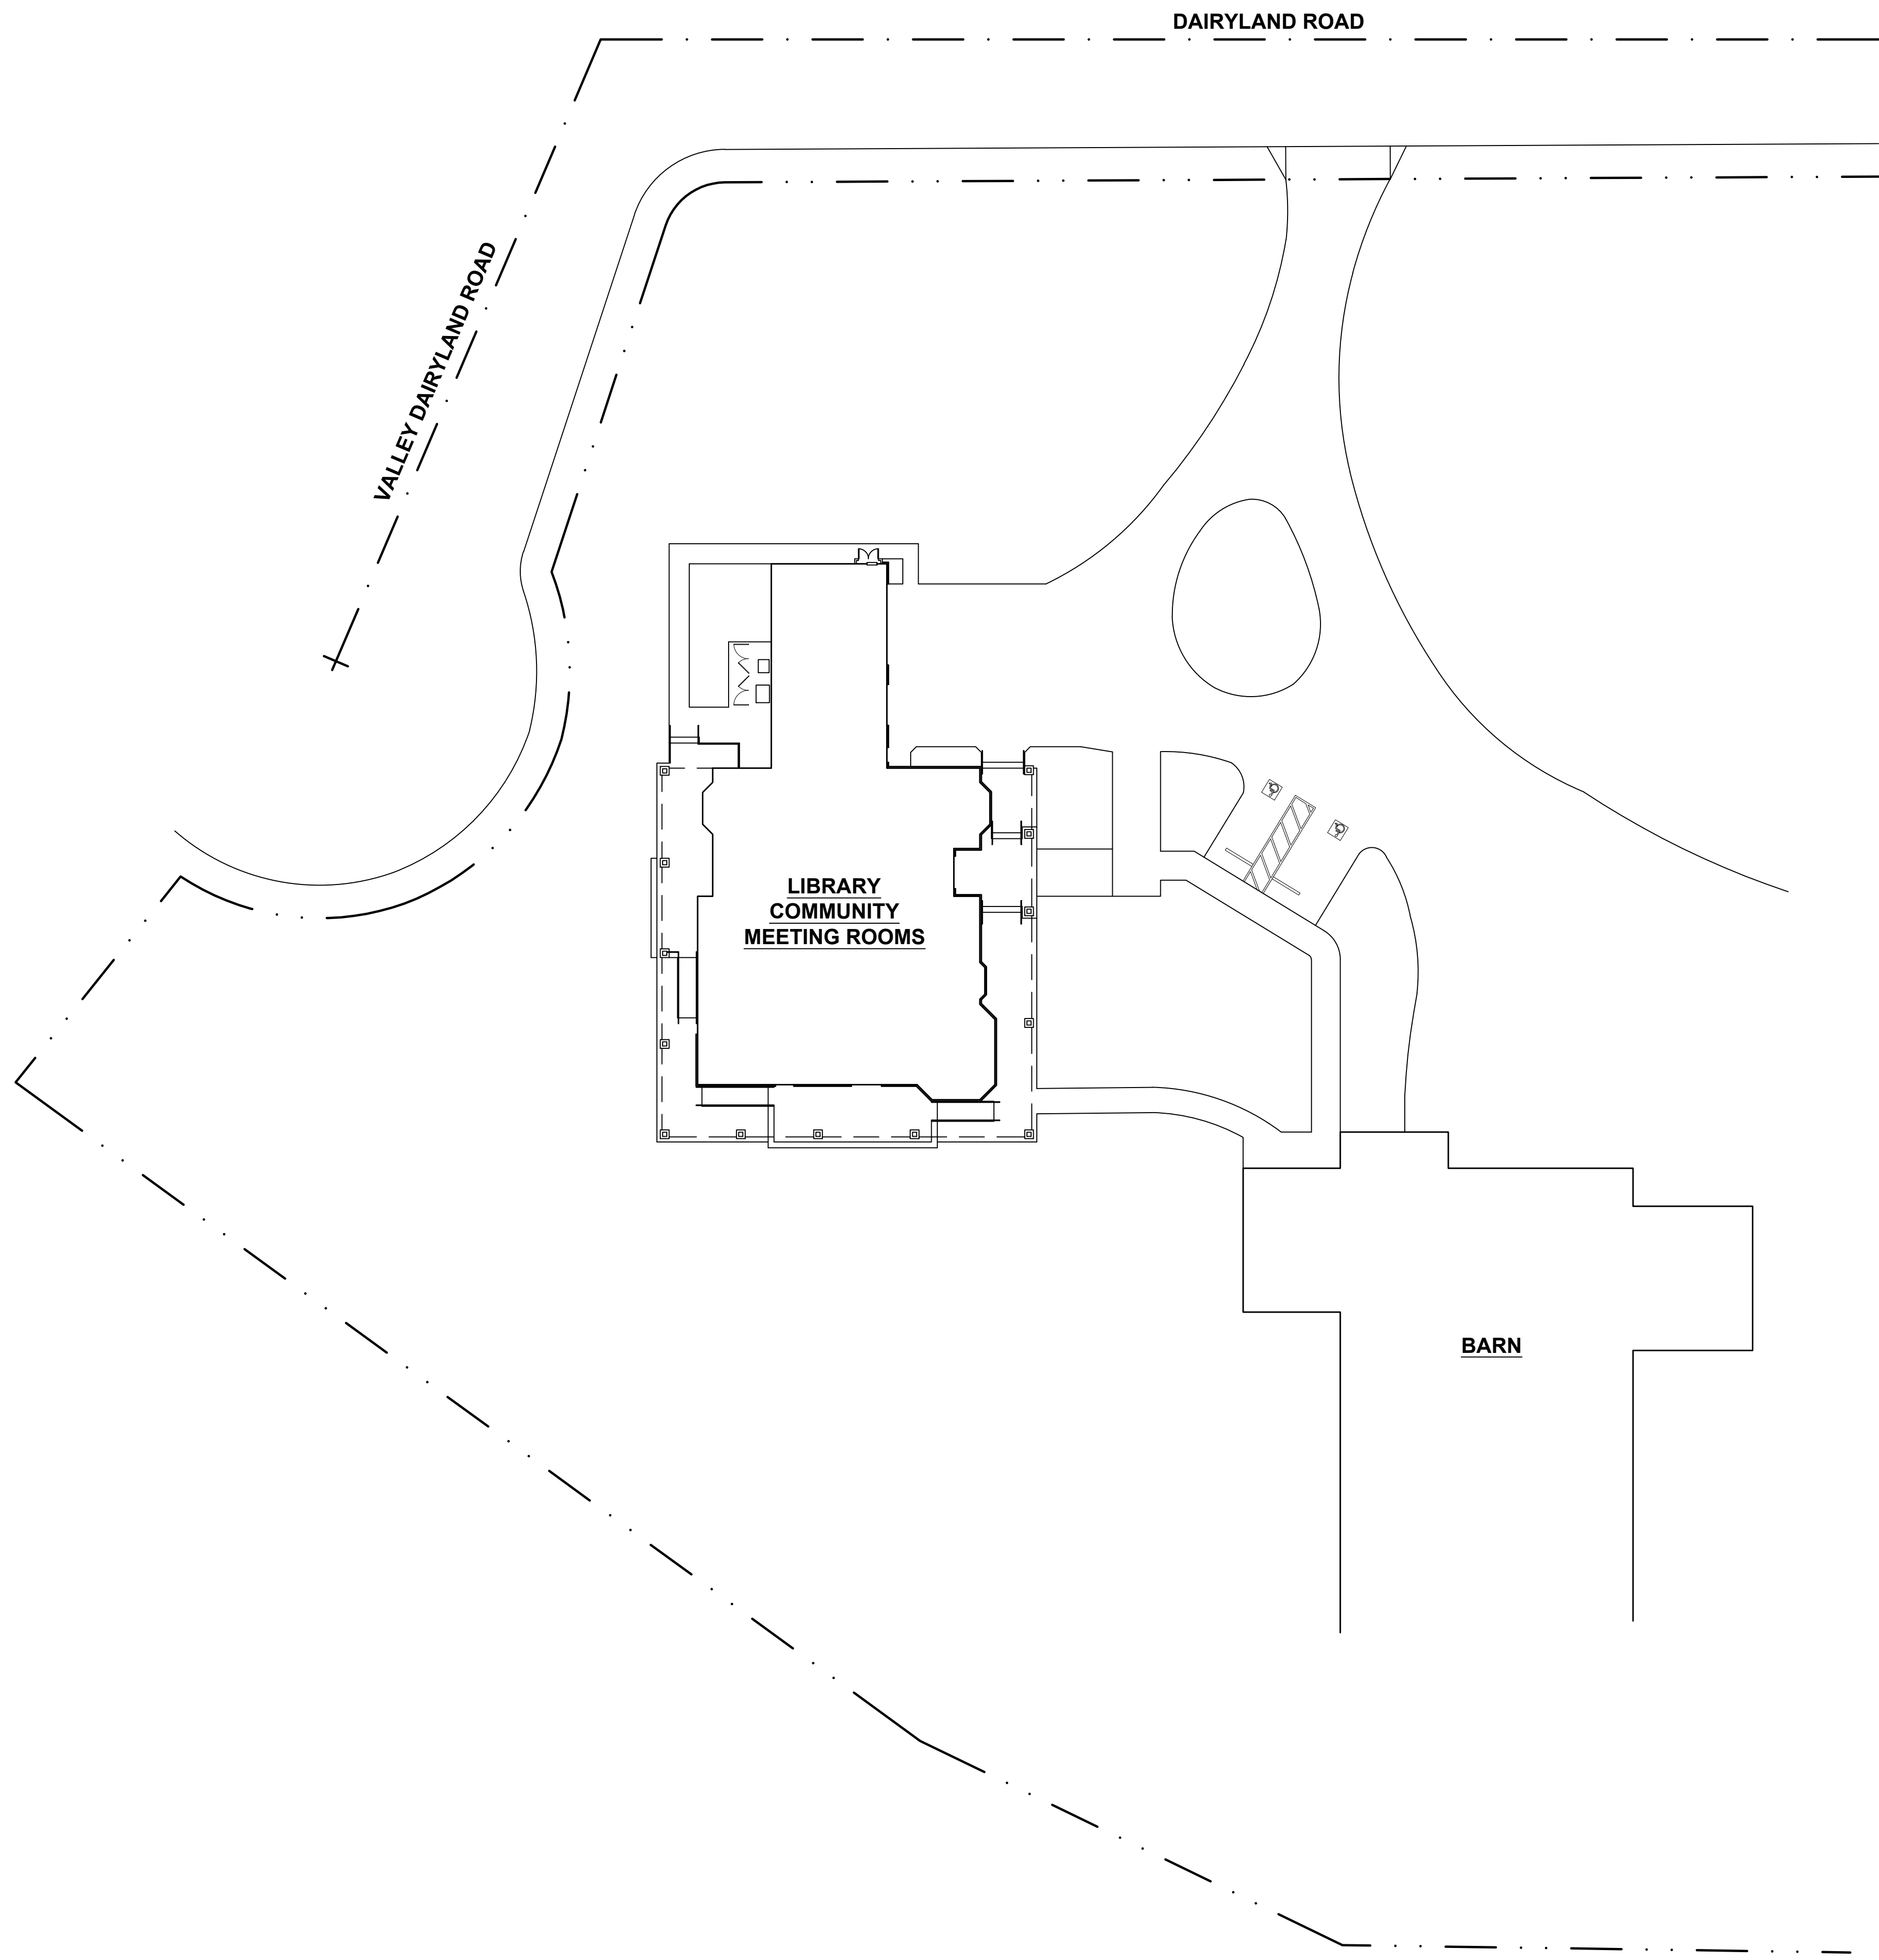 DAIRYLAND ROAD
VALLEY DAIRYLAND ROAD
LIBRARY
COMMUNITY
MEETING ROOMS
BARN